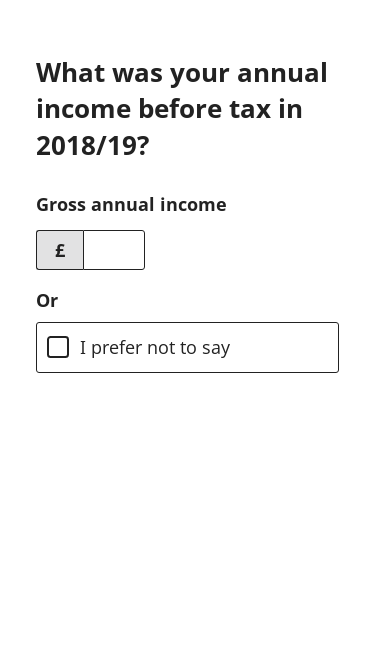 What was your annual
income before tax in
2018/19?
Gross annual income
£
Or
I prefer not to say